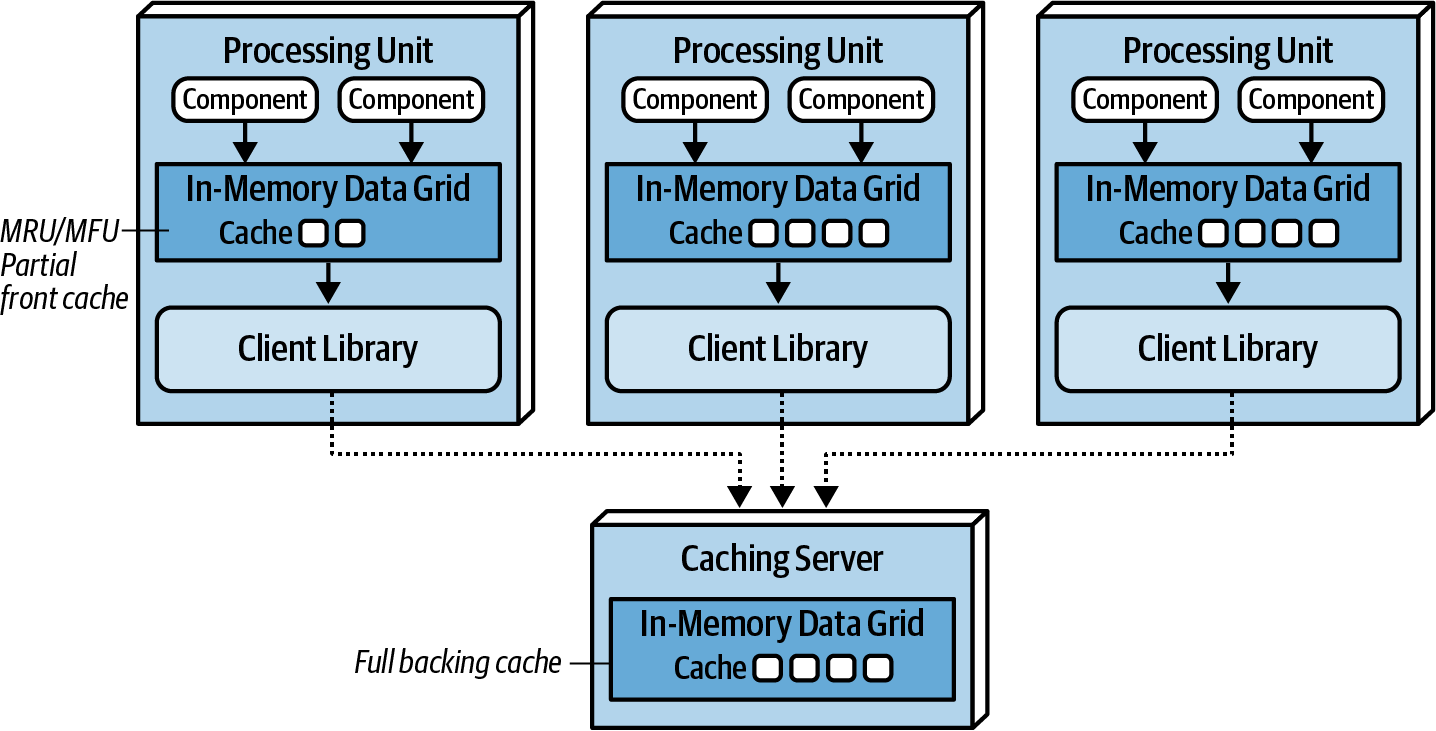 Processing Unit
Component
Component
In-Memory Data Grid
Cache
Client Library
MRU/MFU
Partial
front cache
Processing Unit
Component
Component
In-Memory Data Grid
Cache
Client Library
Processing Unit
Component
Component
In-Memory Data Grid
Cache
Client Library
Caching Server
In-Memory Data Grid
Cache
Full backing cache